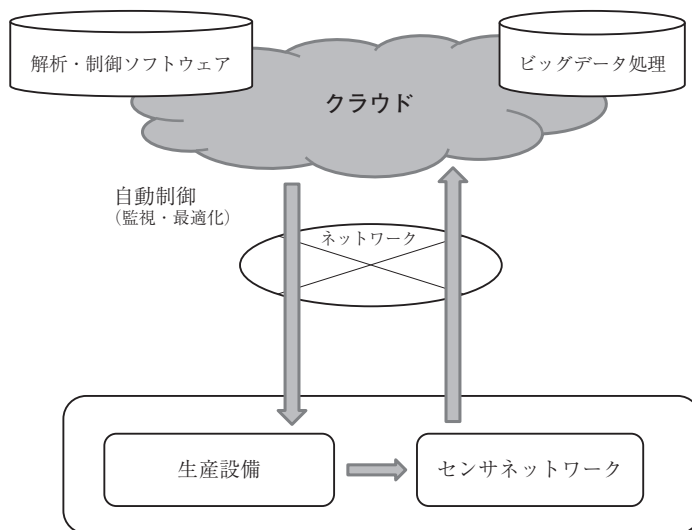 解析・制御ソフトウェア
ビッグデータ処理
クラウド
自動制御
（監視・最適化）
ネットワーク
生産設備
センサネットワーク